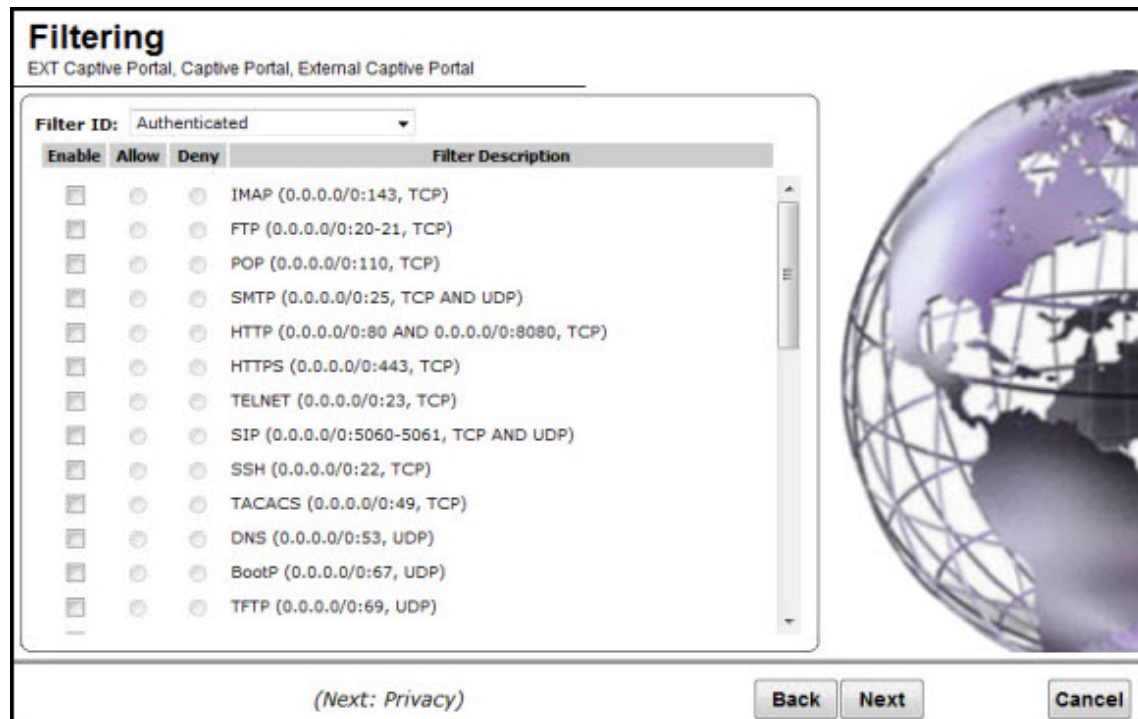 Filtering
EXT Captive Portal, Captive Portal, External Captive Portal
Filter ID: Authenticated
Enable Allow Deny Filter Description
IMAP (0.0.0.0/0:143, TCP)
FTP (0.0.0.0/0:20-21, TCP)
POP (0.0.0.0/0:110, TCP)
SMTP (0.0.0.0/0:25, TCP AND UDP)
HTTP (0.0.0.0/0:80 AND 0.0.0.0/0:8080, TCP)
HTTPS (0.0.0.0/0:443, TCP)
TELNET (0.0.0.0/0:23, TCP)
SIP (0.0.0.0/0:5060-5061, TCP AND UDP)
SSH (0.0.0.0/0:22, TCP)
TACACS (0.0.0.0/0:49, TCP)
DNS (0.0.0.0/0:53, UDP)
BootP (0.0.0.0/0:67, UDP)
TFTP (0.0.0.0/0:69, UDP)
(Next: Privacy) Back Next Cancel